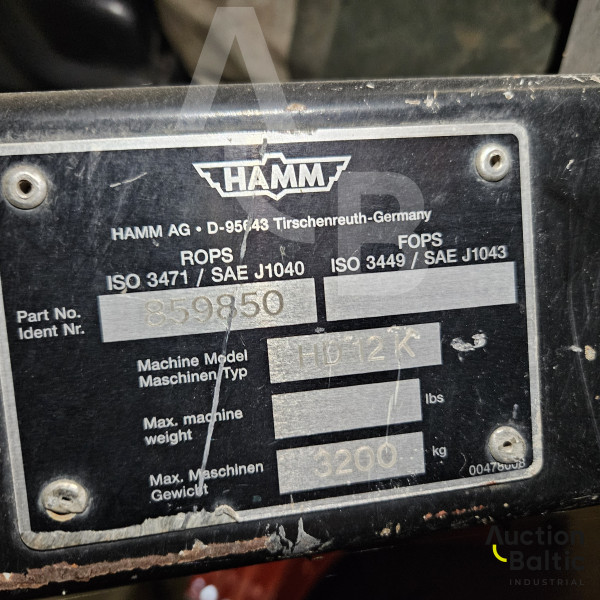 HAMM
HAMM AG • D-95643 Tirschenreuth-Germany
ROPS FOPS
ISO 3471 / SAE J1040 ISO 3449 / SAE J1043
Part No.
Ident Nr. 859850
Machine Model
Maschinen Typ HD 12 K
Max. machine
weight lbs
Max. Maschinen
Gewicht 3200 kg
00478008
AB
Auction
Baltic
INDUSTRIAL